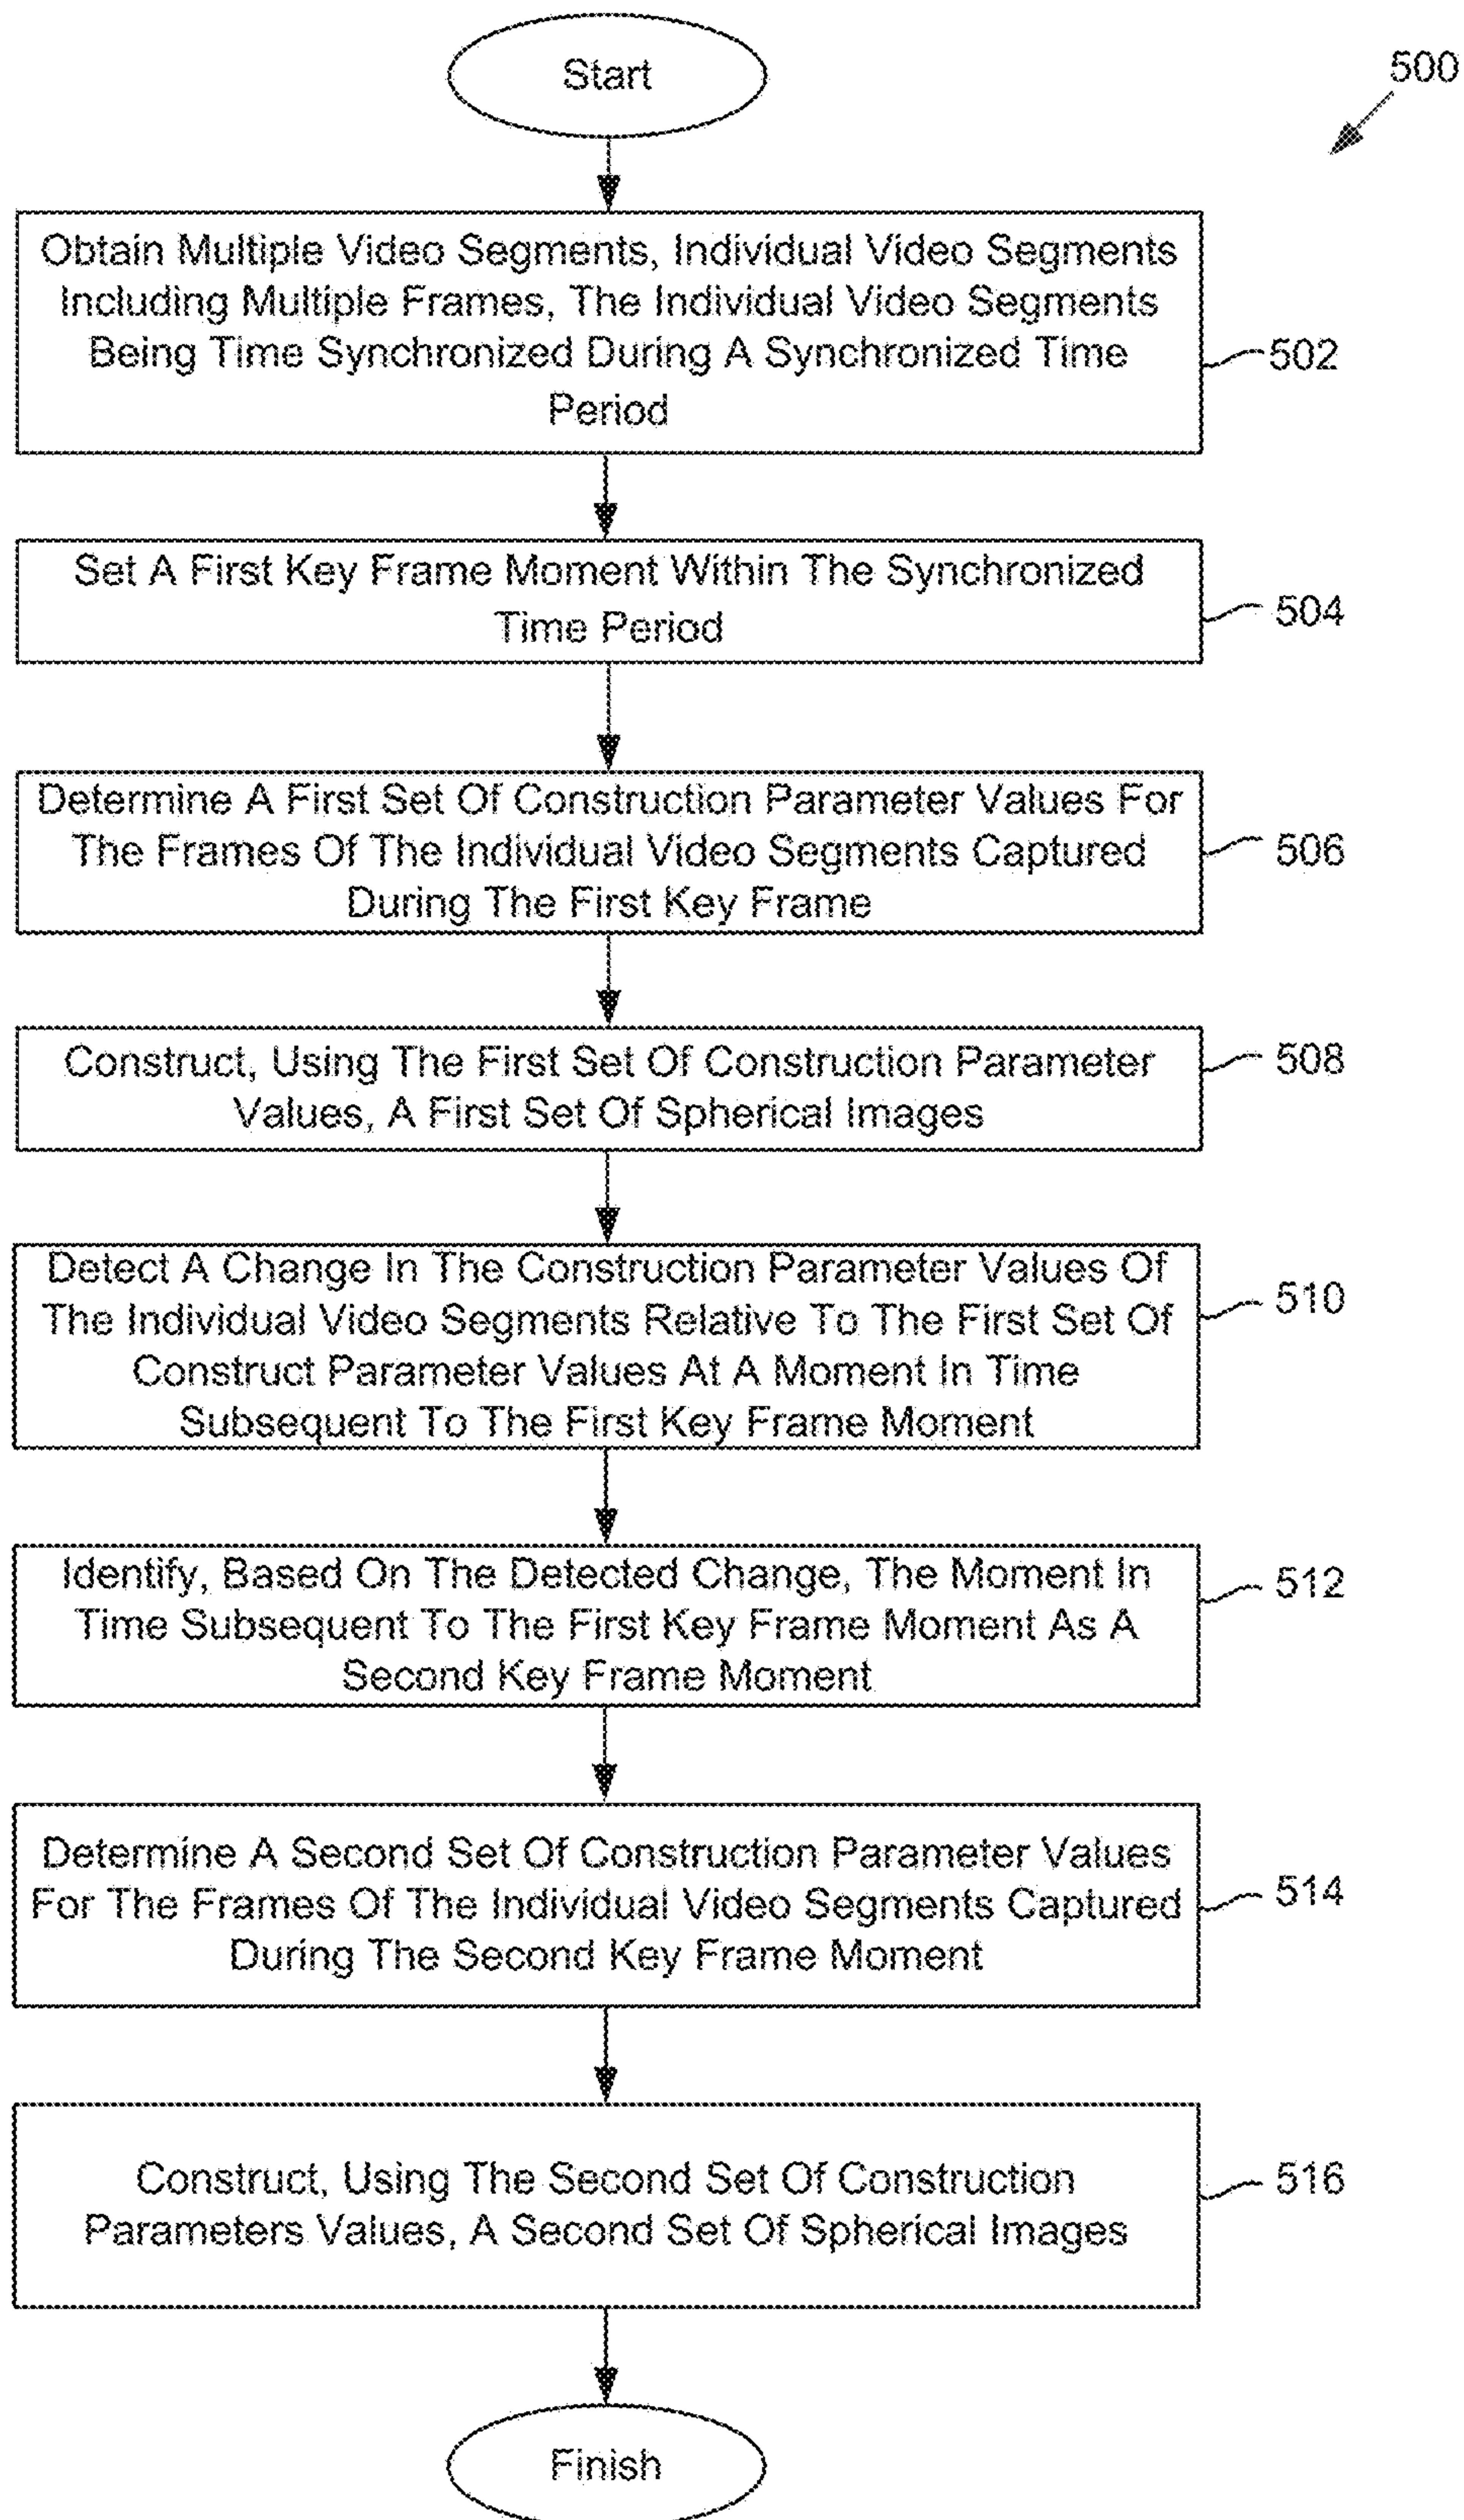 Start
500
Obtain Multiple Video Segments, Individual Video Segments
Including Multiple Frames, The Individual Video Segments
Being Time Synchronized During A Synchronized Time
Period
502
Set A First Key Frame Moment Within The Synchronized
Time Period
504
Determine A First Set Of Construction Parameter Values For
The Frames Of The Individual Video Segments Captured
During The First Key Frame
506
Construct, Using The First Set Of Construction Parameter
Values, A First Set Of Spherical Images
508
Detect A Change In The Construction Parameter Values Of
The Individual Video Segments Relative To The First Set Of
Construct Parameter Values At A Moment In Time
Subsequent To The First Key Frame Moment
510
Identify, Based On The Detected Change, The Moment In
Time Subsequent To The First Key Frame Moment As A
Second Key Frame Moment
512
Determine A Second Set Of Construction Parameter Values
For The Frames Of The Individual Video Segments Captured
During The Second Key Frame Moment
514
Construct, Using The Second Set Of Construction
Parameters Values, A Second Set Of Spherical Images
516
Finish